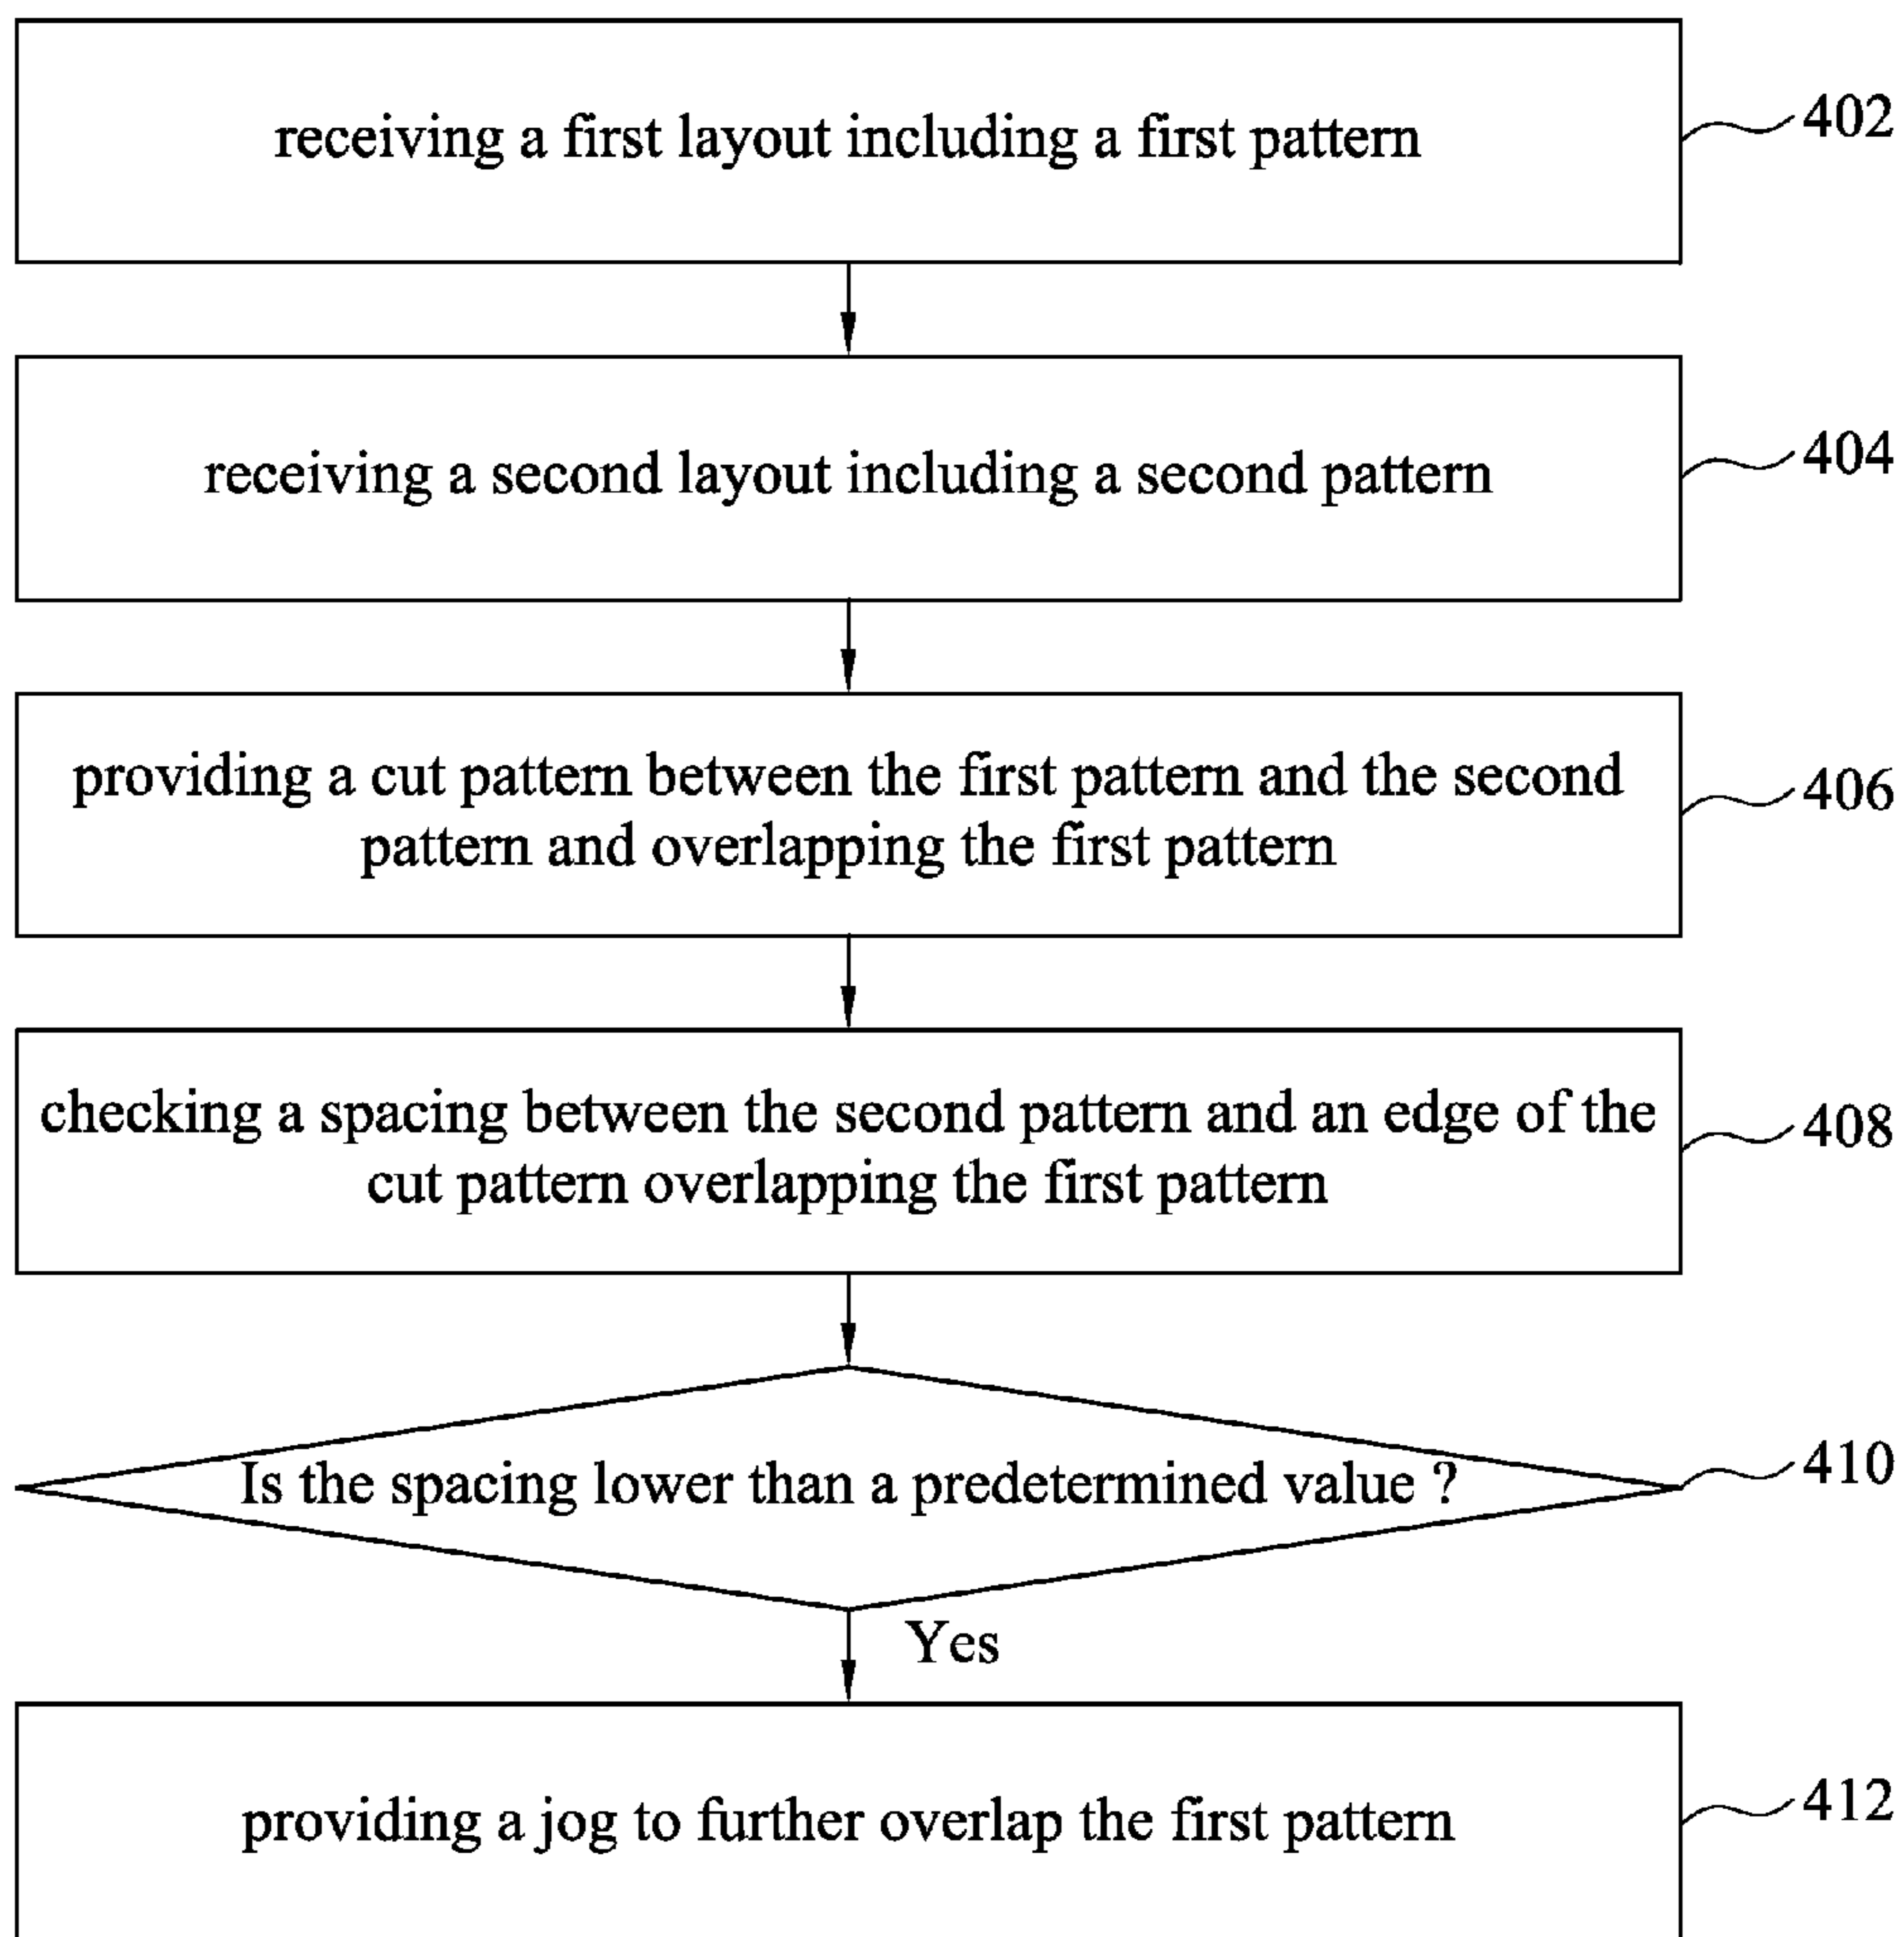 receiving a first layout including a first pattern
402
receiving a second layout including a second pattern
404
providing a cut pattern between the first pattern and the second
pattern and overlapping the first pattern
406
checking a spacing between the second pattern and an edge of the
cut pattern overlapping the first pattern
408
Is the spacing lower than a predetermined value ?
410
Yes
providing a jog to further overlap the first pattern
412